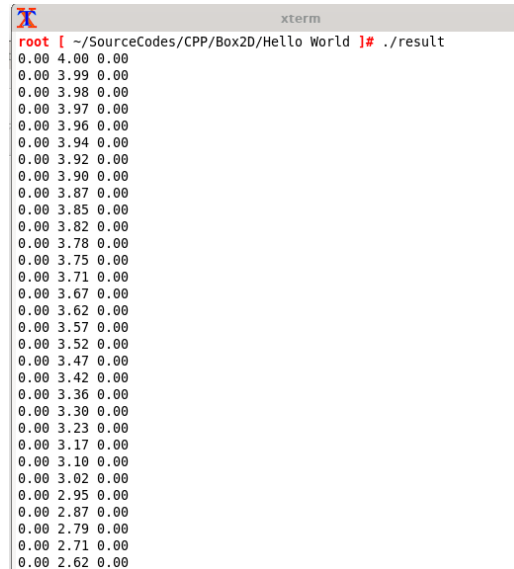 xterm
root [ ~/SourceCodes/CPP/Box2D/Hello World ]# ./result
0.00 4.00 0.00
0.00 3.99 0.00
0.00 3.98 0.00
0.00 3.97 0.00
0.00 3.96 0.00
0.00 3.94 0.00
0.00 3.92 0.00
0.00 3.90 0.00
0.00 3.87 0.00
0.00 3.85 0.00
0.00 3.82 0.00
0.00 3.78 0.00
0.00 3.75 0.00
0.00 3.71 0.00
0.00 3.67 0.00
0.00 3.62 0.00
0.00 3.57 0.00
0.00 3.52 0.00
0.00 3.47 0.00
0.00 3.42 0.00
0.00 3.36 0.00
0.00 3.30 0.00
0.00 3.23 0.00
0.00 3.17 0.00
0.00 3.10 0.00
0.00 3.02 0.00
0.00 2.95 0.00
0.00 2.87 0.00
0.00 2.79 0.00
0.00 2.71 0.00
0.00 2.62 0.00